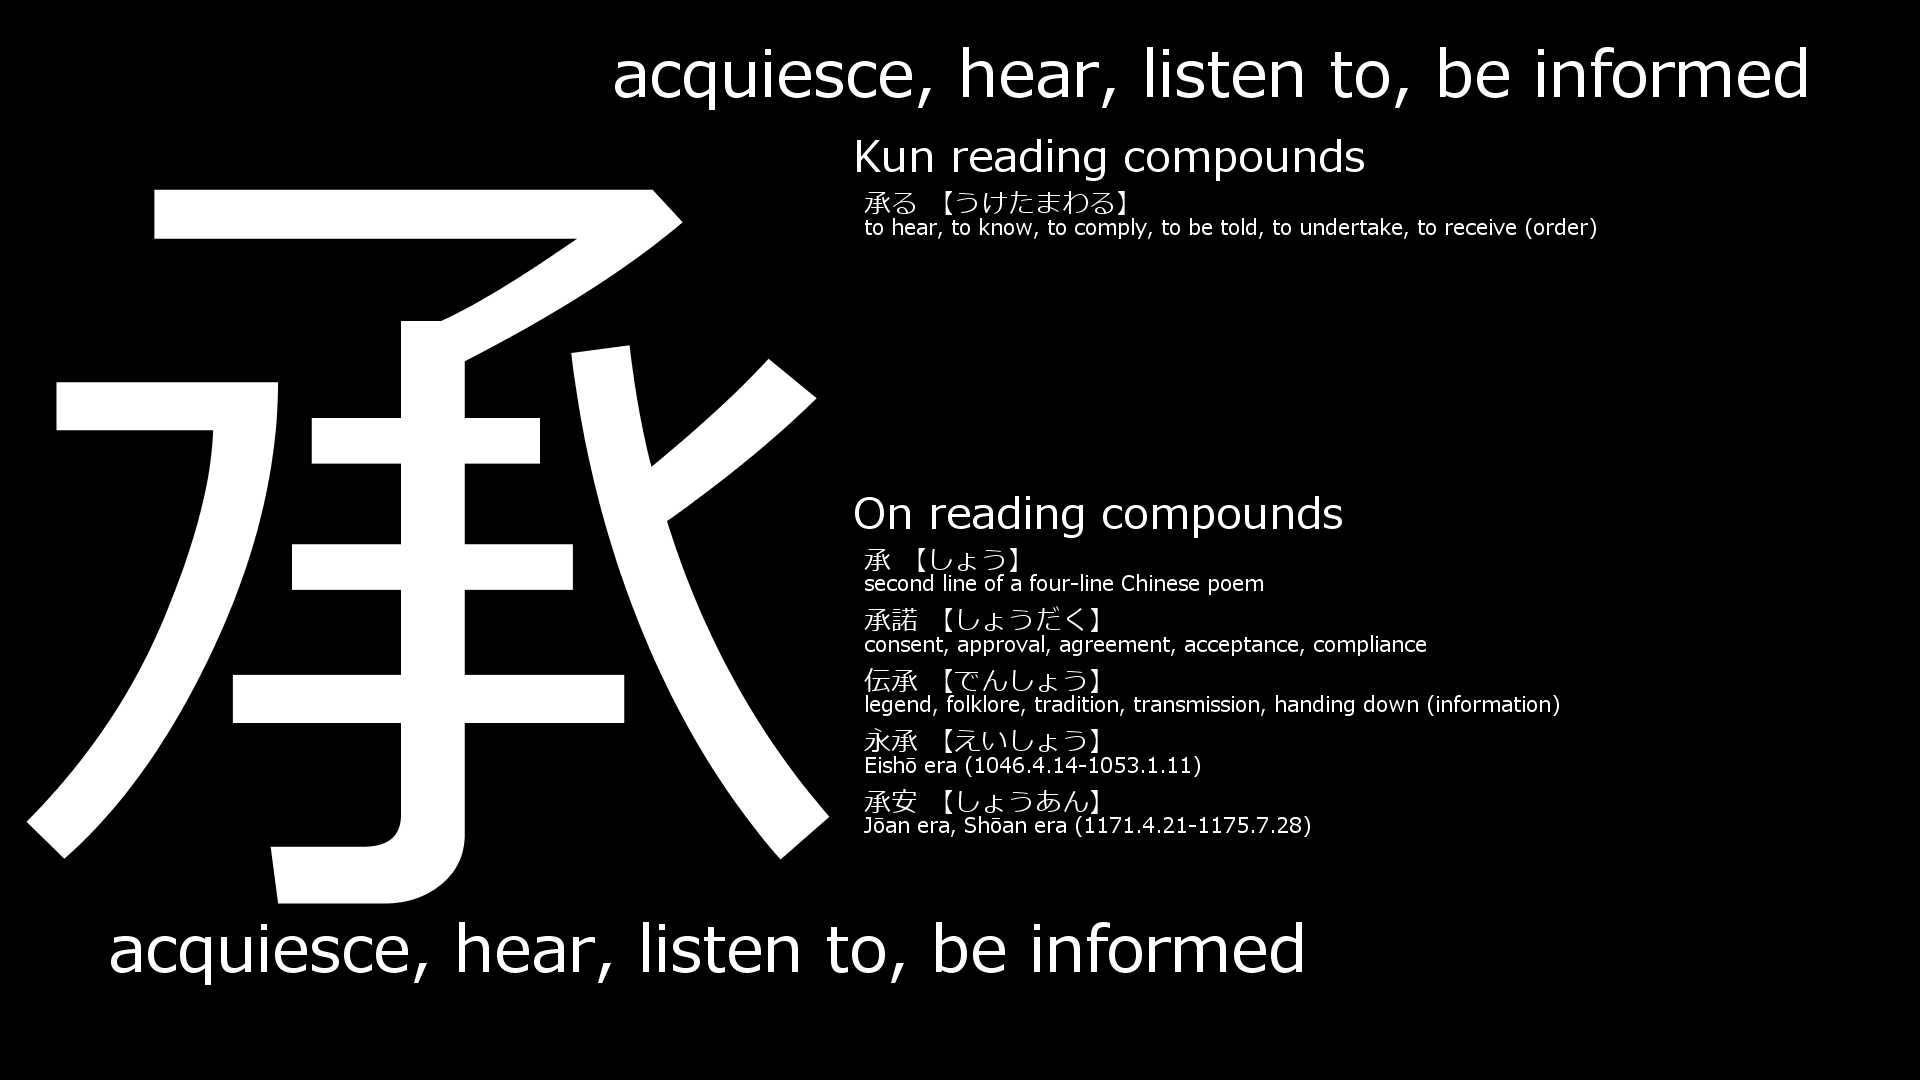 acquiesce, hear, listen to, be informed
承
Kun reading compounds
承る 【うけたまわる】
to hear, to know, to comply, to be told, to undertake, to receive (order)
On reading compounds
承 【しょう】
second line of a four-line Chinese poem
承諾 【しょうだく】
consent, approval, agreement, acceptance, compliance
伝承 【でんしょう】
legend, folklore, tradition, transmission, handing down (information)
永承 【えいしょう】
Eishō era (1046.4.14-1053.1.11)
承安 【しょうあん】
Jōan era, Shōan era (1171.4.21-1175.7.28)
acquiesce, hear, listen to, be informed